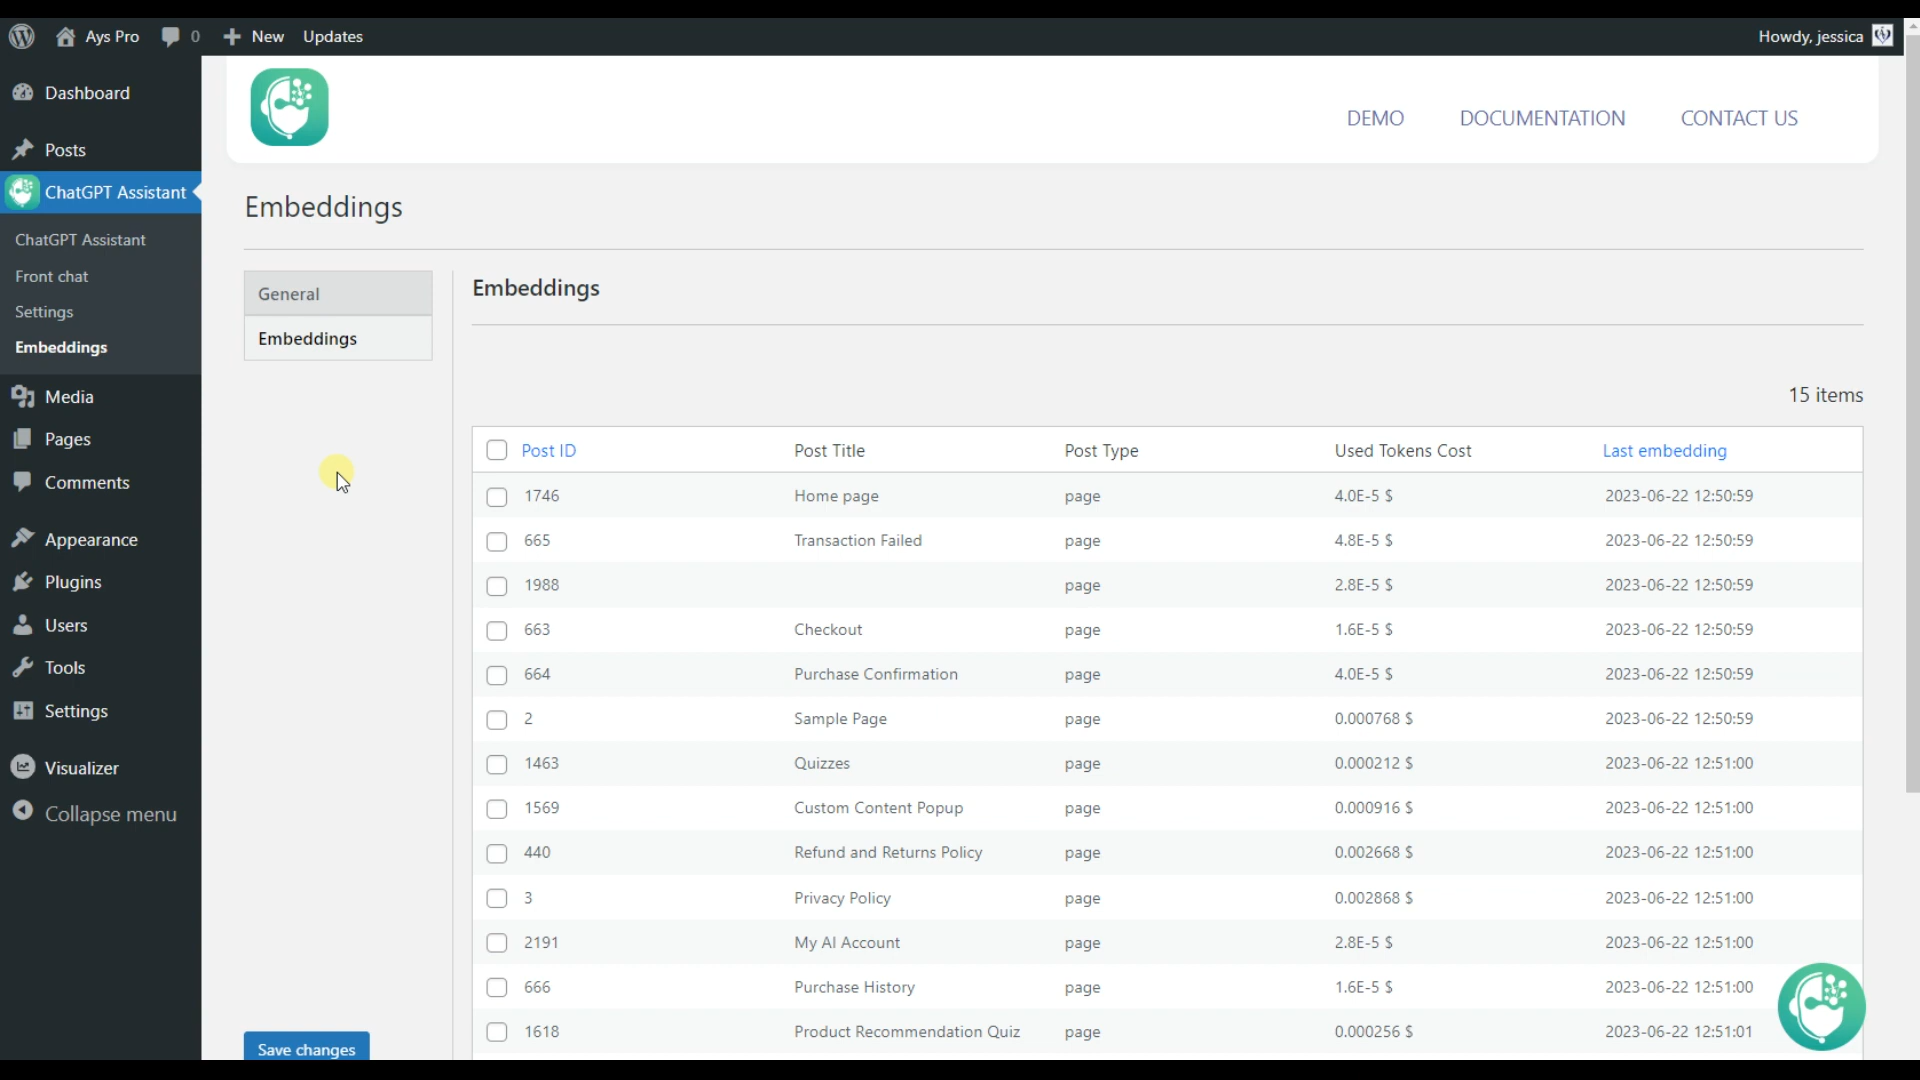 Ays Pro 0 New Updates Howdy, jessica
Dashboard
Posts
ChatGPT Assistant
ChatGPT Assistant
Front chat
Settings
Embeddings
Media
Pages
Comments
Appearance
Plugins
Users
Tools
Settings
Visualizer
Collapse menu
DEMO DOCUMENTATION CONTACT US
Embeddings
General
Embeddings
Save changes
Embeddings
15 items
Post ID Post Title Post Type Used Tokens Cost Last embedding
1746 Home page page 4.0E-5 $ 2023-06-22 12:50:59
665 Transaction Failed page 4.8E-5 $ 2023-06-22 12:50:59
1988 page 2.8E-5 $ 2023-06-22 12:50:59
663 Checkout page 1.6E-5 $ 2023-06-22 12:50:59
664 Purchase Confirmation page 4.0E-5 $ 2023-06-22 12:50:59
2 Sample Page page 0.000768 $ 2023-06-22 12:50:59
1463 Quizzes page 0.000212 $ 2023-06-22 12:51:00
1569 Custom Content Popup page 0.000916 $ 2023-06-22 12:51:00
440 Refund and Returns Policy page 0.002668 $ 2023-06-22 12:51:00
3 Privacy Policy page 0.002868 $ 2023-06-22 12:51:00
2191 My AI Account page 2.8E-5 $ 2023-06-22 12:51:00
666 Purchase History page 1.6E-5 $ 2023-06-22 12:51:00
1618 Product Recommendation Quiz page 0.000256 $ 2023-06-22 12:51:01